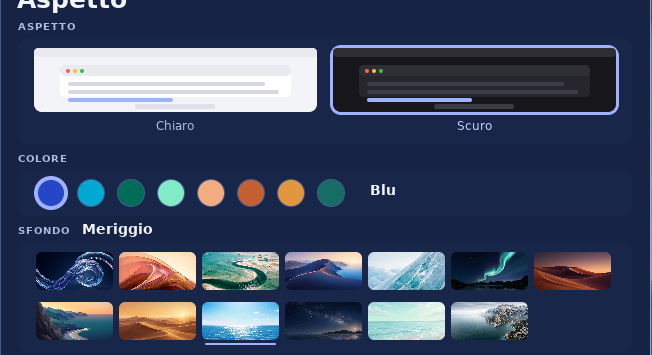 Aspetto
ASPETTO
Chiaro
Scuro
COLORE
Blu
SFONDO Meriggio